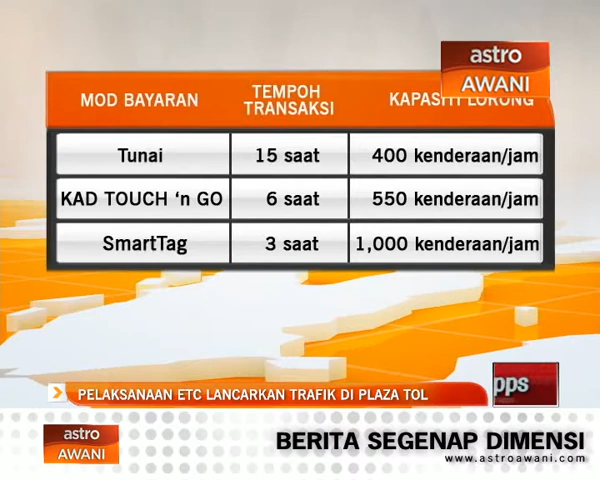 astro
AWANI
MOD BAYARAN
TEMPOH
TRANSAKSI
KAPASITI LORONG
Tunai
15 saat
400 kenderaan/jam
KAD TOUCH ‘n GO
6 saat
550 kenderaan/jam
SmartTag
3 saat
1,000 kenderaan/jam
PELAKSANAAN ETC LANCARKAN TRAFIK DI PLAZA TOL
pps
astro
AWANI
BERITA SEGENAP DIMENSI
www.astroawani.com